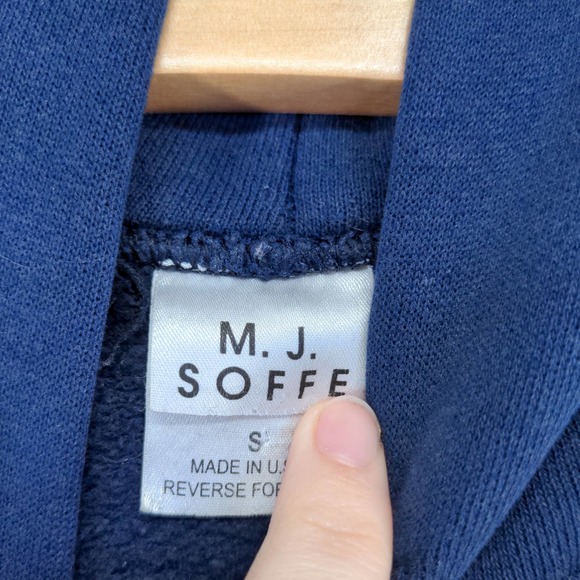 M. J.
SOFFE
S
MADE IN U.S
REVERSE FOR